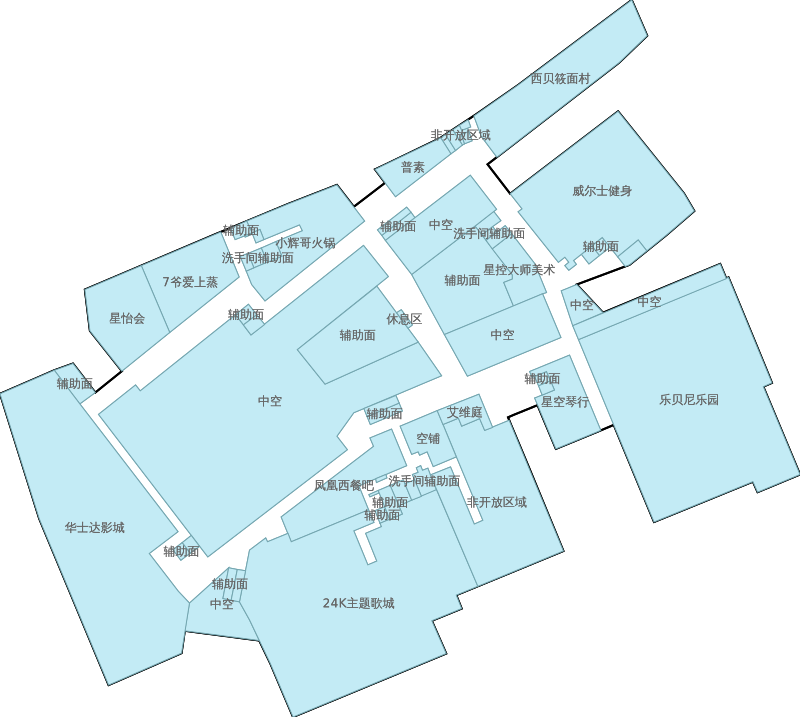 西贝筱面村
非开放区域
普素
威尔士健身
辅助面
中空
洗手间辅助面
辅助面
小辉哥火锅
辅助面
洗手间辅助面
星控大师美术
7爷爱上蒸
辅助面
中空
中空
星怡会
辅助面
休息区
辅助面
中空
辅助面
辅助面
中空
星空琴行
乐贝尼乐园
辅助面
艾维庭
空铺
凤凰西餐吧
洗手间辅助面
辅助面
非开放区域
辅助面
华士达影城
辅助面
辅助面
中空
24K主题歌城